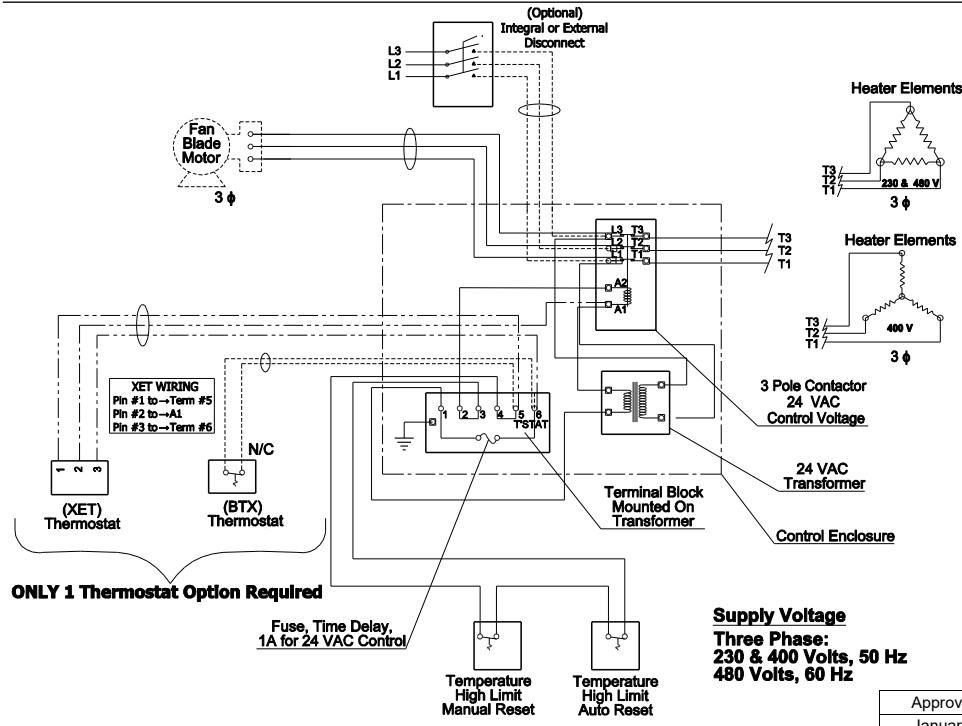 (Optional)
Integral or External
Disconnect
L3
L2
L1
Fan
Blade
Motor
3 ϕ
Heater Elements
T3
T2
T1
230 & 480 V
3 ϕ
L3 T3
L2 T2
L1 T1
A2
A1
T3
T2
T1
Heater Elements
T3
T2
T1
400 V
3 ϕ
XET WIRING
Pin #1 to→Term #5
Pin #2 to→A1
Pin #3 to→Term #6
1 2 3 4 5 6
T'STAT
3 Pole Contactor
24 VAC
Control Voltage
N/C
1 2 3
(XET)
Thermostat
(BTX)
Thermostat
24 VAC
Transformer
Terminal Block
Mounted On
Transformer
Control Enclosure
ONLY 1 Thermostat Option Required
Fuse, Time Delay,
1A for 24 VAC Control
Temperature
High Limit
Manual Reset
Temperature
High Limit
Auto Reset
Supply Voltage
Three Phase:
230 & 400 Volts, 50 Hz
480 Volts, 60 Hz
Approv